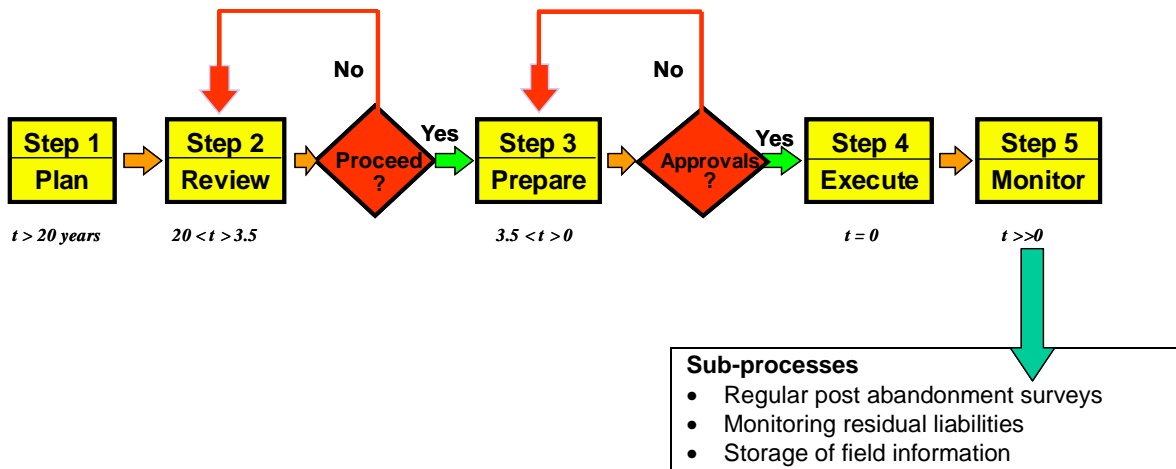 No
No
Step 1
Plan
Step 2
Review
Proceed
?
Yes
Step 3
Prepare
Approvals
?
Yes
Step 4
Execute
Step 5
Monitor
t > 20 years
20 < t > 3.5
3.5 < t > 0
t = 0
t >>0
Sub-processes
• Regular post abandonment surveys
• Monitoring residual liabilities
• Storage of field information